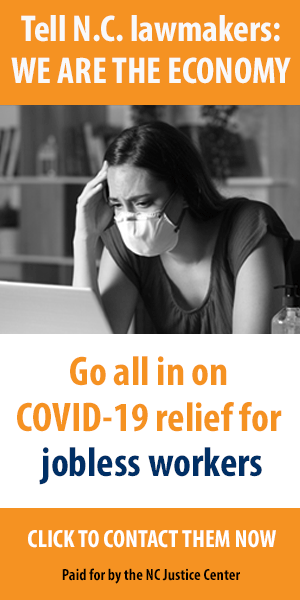 Tell N.C. lawmakers:
WE ARE THE ECONOMY
Go all in on
COVID-19 relief for
jobless workers
CLICK TO CONTACT THEM NOW
Paid for by the NC Justice Center